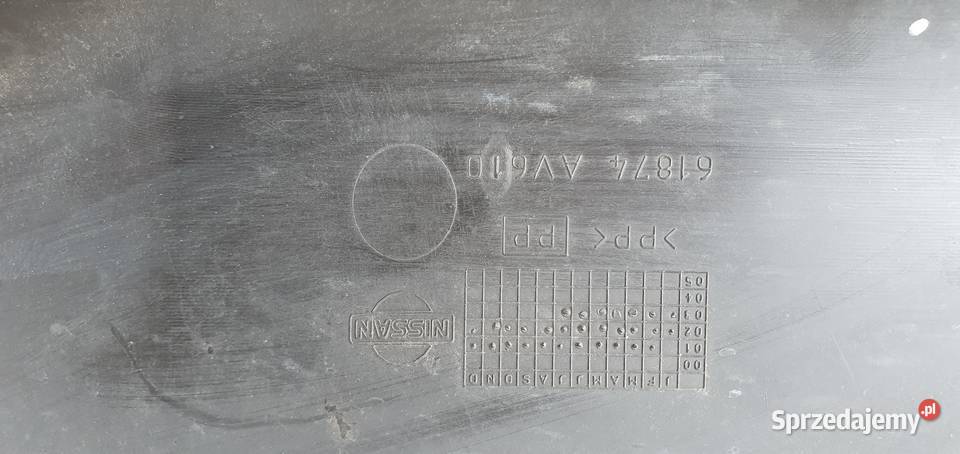 J F M A M J J A S O N D
00
01
02
NISSAN
03
04
05
>PP< PP
61874 AV610
Sprzedajemy.pl